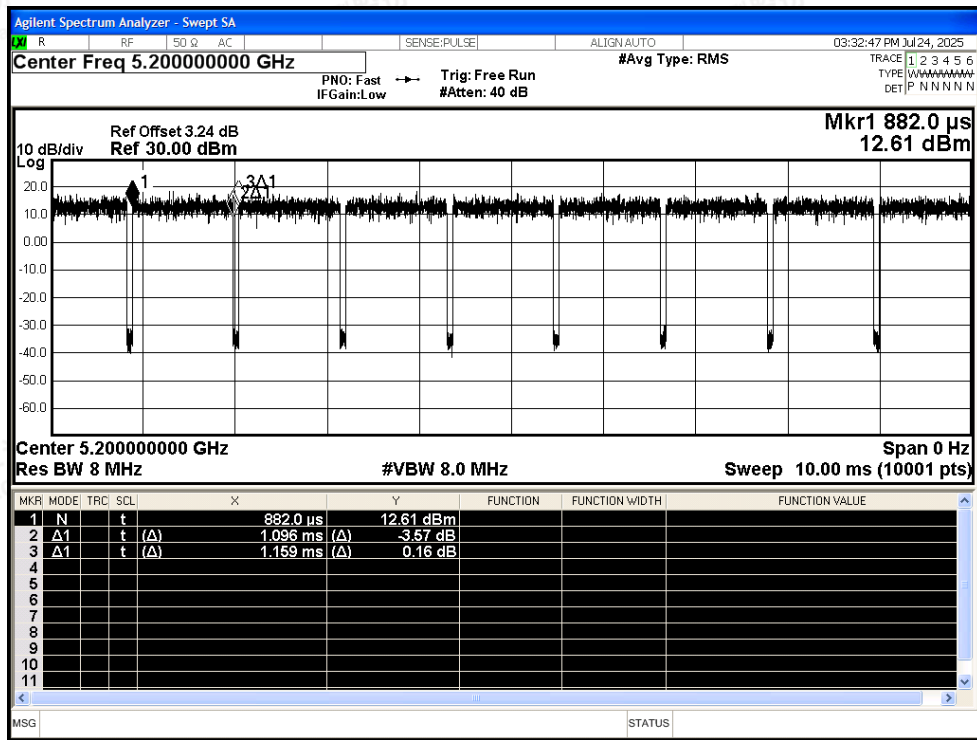 Agilent Spectrum Analyzer - Swept SA
LXI R RF 50 Ω AC SENSE:PULSE ALIGN AUTO 03:32:47 PM Jul 24, 2025
Center Freq 5.200000000 GHz #Avg Type: RMS TRACE 1 2 3 4 5 6
PNO: Fast Trig: Free Run TYPE WWWWWW
IFGain:Low #Atten: 40 dB DET P N N N N N
Mkr1 882.0 µs
Ref Offset 3.24 dB
10 dB/div Ref 30.00 dBm 12.61 dBm
Log
20.0
10.0
0.00
-10.0
-20.0
-30.0
-40.0
-50.0
-60.0
1
3Δ1
2Δ1
Center 5.200000000 GHz Span 0 Hz
Res BW 8 MHz #VBW 8.0 MHz Sweep 10.00 ms (10001 pts)
MKR MODE TRC SCL X Y FUNCTION FUNCTION WIDTH FUNCTION VALUE
1 N t 882.0 µs 12.61 dBm
2 Δ1 t (Δ) 1.096 ms (Δ) -3.57 dB
3 Δ1 t (Δ) 1.159 ms (Δ) 0.16 dB
4
5
6
7
8
9
10
11
MSG STATUS